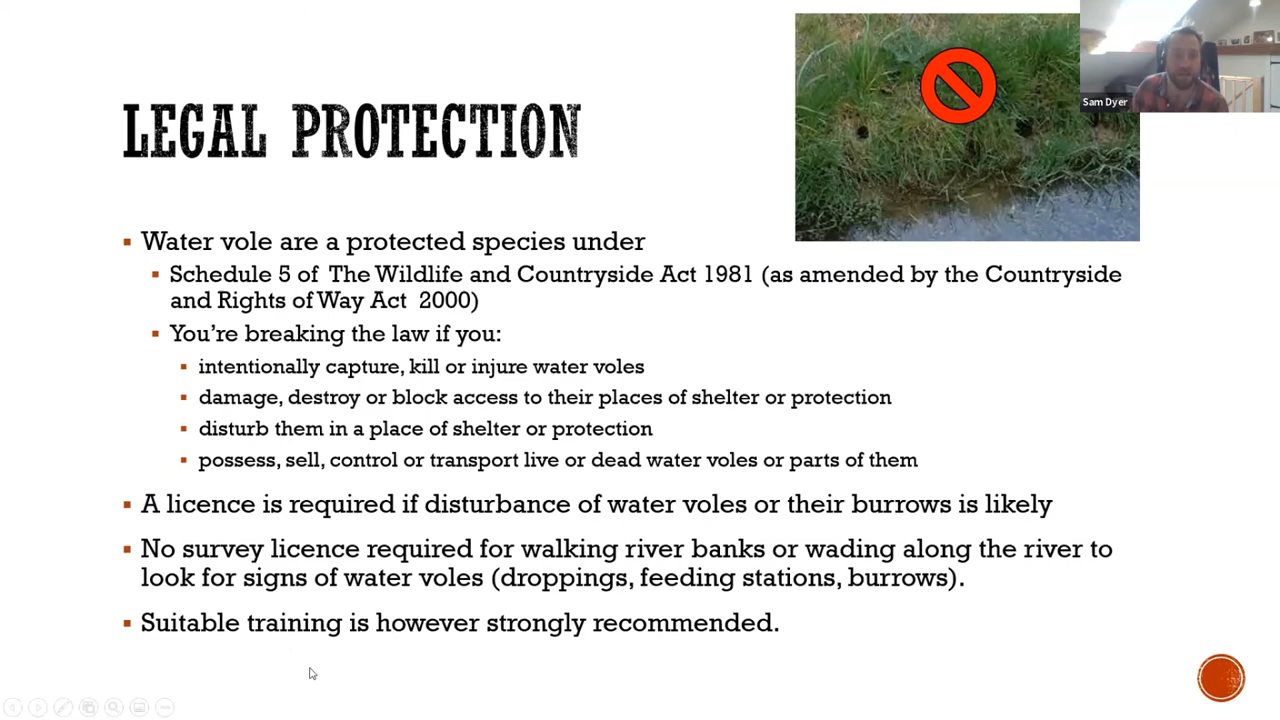 Sam Dyer
LEGAL PROTECTION
Water vole are a protected species under
Schedule 5 of The Wildlife and Countryside Act 1981 (as amended by the Countryside
and Rights of Way Act 2000)
You're breaking the law if you:
intentionally capture, kill or injure water voles
damage, destroy or block access to their places of shelter or protection
disturb them in a place of shelter or protection
possess, sell, control or transport live or dead water voles or parts of them
A licence is required if disturbance of water voles or their burrows is likely
No survey licence required for walking river banks or wading along the river to
look for signs of water voles (droppings, feeding stations, burrows).
Suitable training is however strongly recommended.